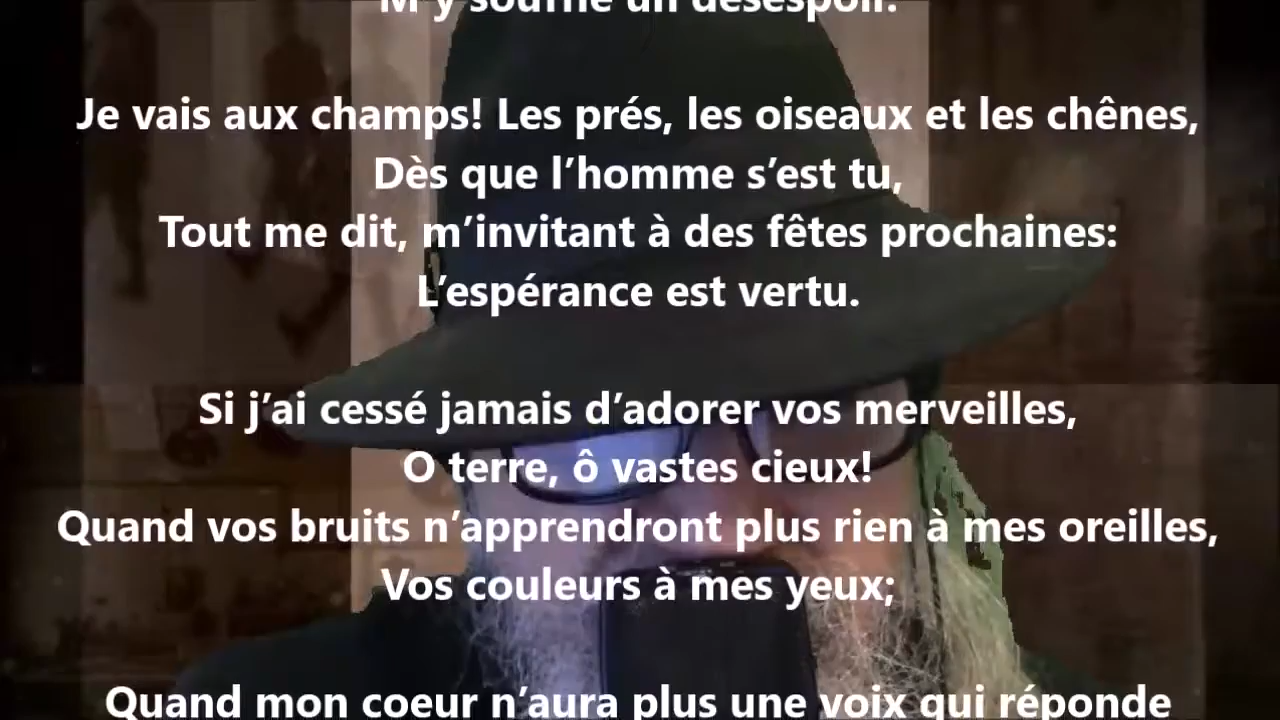 M'y souffle un désespoir.
Je vais aux champs! Les prés, les oiseaux et les chênes,
Dès que l’homme s’est tu,
Tout me dit, m’invitant à des fêtes prochaines:
L’espérance est vertu.
Si j’ai cessé jamais d’adorer vos merveilles,
O terre, ô vastes cieux!
Quand vos bruits n’apprendront plus rien à mes oreilles,
Vos couleurs à mes yeux;
Quand mon coeur n’aura plus une voix qui réponde